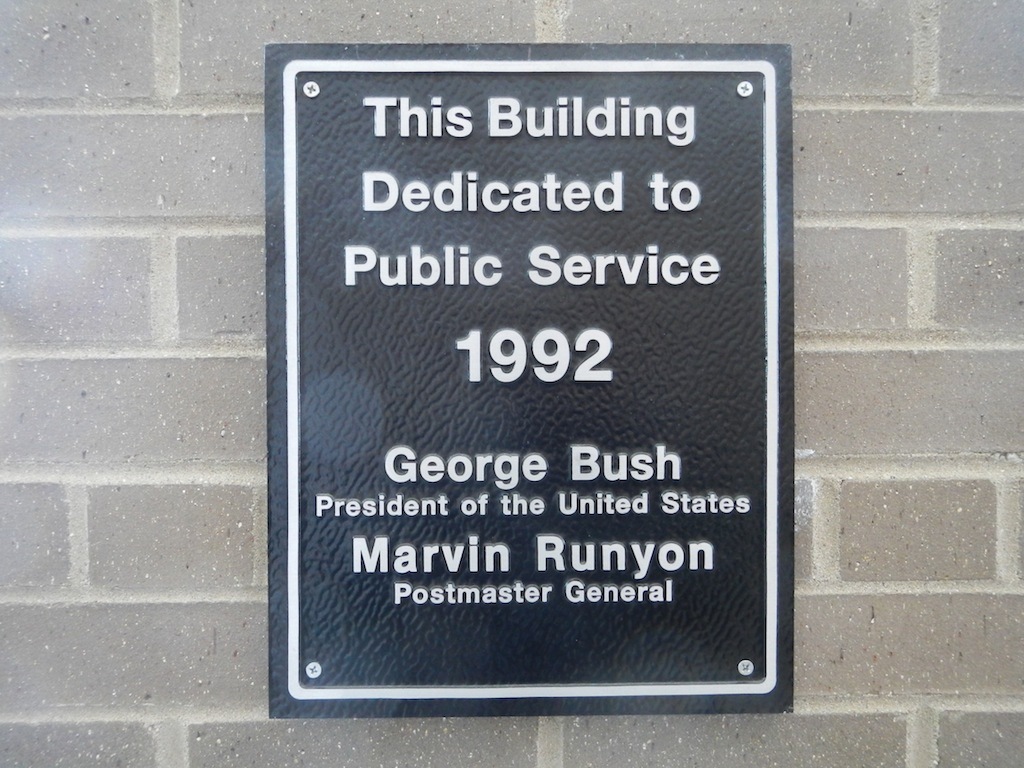 This Building
Dedicated to
Public Service
1992
George Bush
President of the United States
Marvin Runyon
Postmaster General